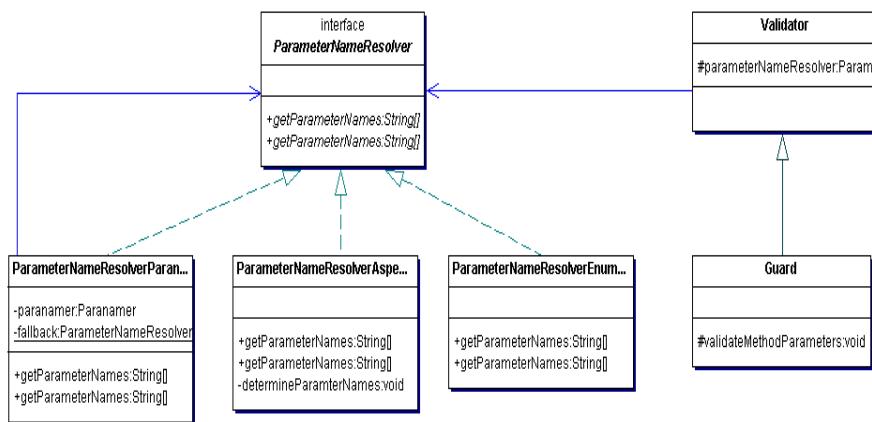 interface
ParameterNameResolver
+getParameterNames:String[]
+getParameterNames:String[]
Validator
#parameterNameResolver:Param
ParameterNameResolverParan...
-paranamer:Paranamer
-fallback:ParameterNameResolver
+getParameterNames:String[]
+getParameterNames:String[]
ParameterNameResolverAspe...
+getParameterNames:String[]
+getParameterNames:String[]
-determineParamterNames:void
ParameterNameResolverEnum...
+getParameterNames:String[]
+getParameterNames:String[]
Guard
#validateMethodParameters:void